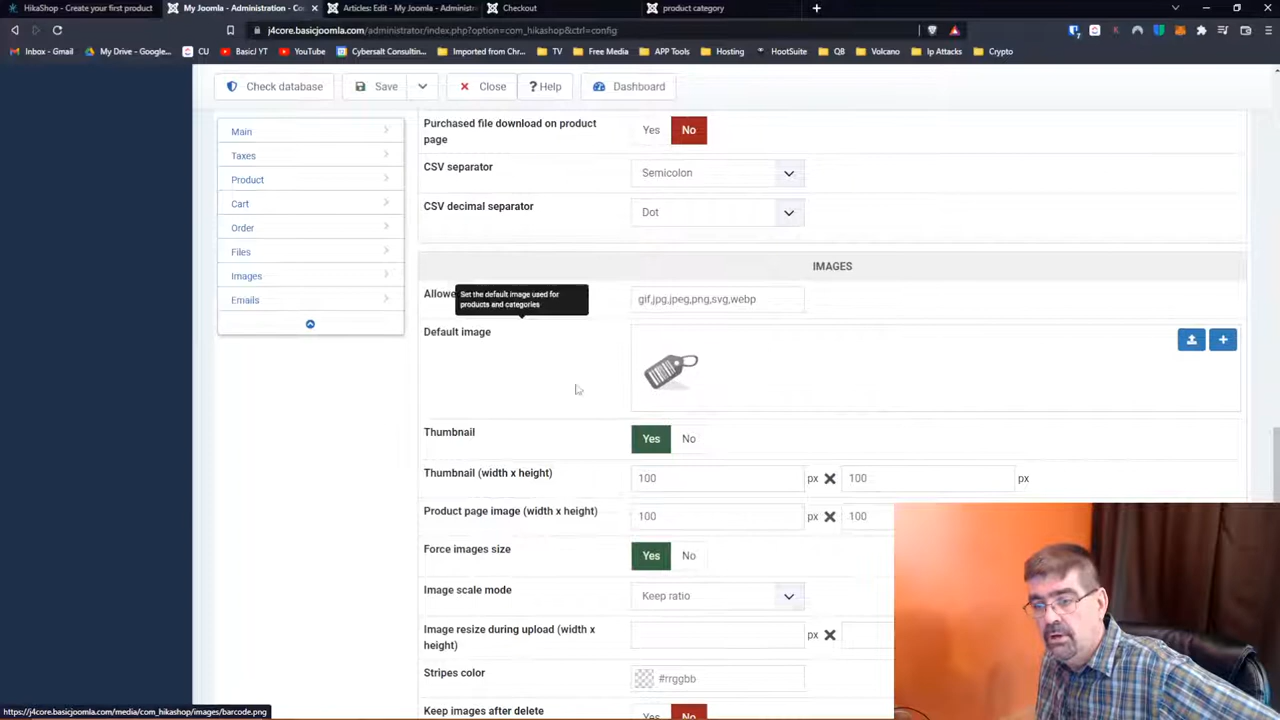 HikaShop - Create your first product
My Joomla - Administration - Co
Articles: Edit - My Joomla - Administ
Checkout
product category
j4core.basicjoomla.com/administrator/index.php?option=com_hikashop&ctrl=config
Inbox - Gmail
My Drive - Google...
CU
BasicJ YT
YouTube
Cybersalt Consultin...
Imported from Chr...
TV
Free Media
APP Tools
Hosting
HootSuite
QB
Volcano
Ip Attacks
Crypto
Check database
Save
Close
? Help
Dashboard
Main
Taxes
Product
Cart
Order
Files
Images
Emails
Purchased file download on product
page
Yes No
CSV separator
Semicolon
CSV decimal separator
Dot
IMAGES
Allowe
Set the default image used for
products and categories
gif,jpg,jpeg,png,svg,webp
Default image
Thumbnail
Yes No
Thumbnail (width x height)
100 px ✖ 100 px
Product page image (width x height)
100 px ✖ 100
Force images size
Yes No
Image scale mode
Keep ratio
Image resize during upload (width x
height)
px ✖
Stripes color
#rrggbb
Keep images after delete
Yes No
https://j4core.basicjoomla.com/media/com_hikashop/images/barcode.png